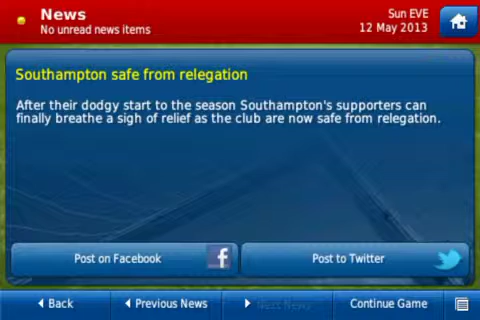 News
No unread news items
Sun EVE
12 May 2013
Southampton safe from relegation
After their dodgy start to the season Southampton's supporters can
finally breathe a sigh of relief as the club are now safe from relegation.
Post on Facebook
Post to Twitter
Back
Previous News
Next News
Continue Game